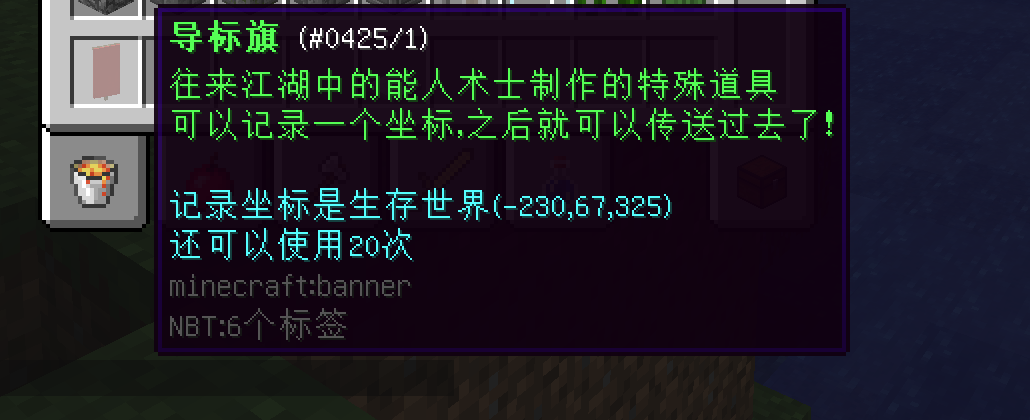 导标旗 (#0425/1)
往来江湖中的能人术士制作的特殊道具
可以记录一个坐标,之后就可以传送过去了!
记录坐标是生存世界(-230,67,325)
还可以使用20次
minecraft:banner
NBT:6个标签